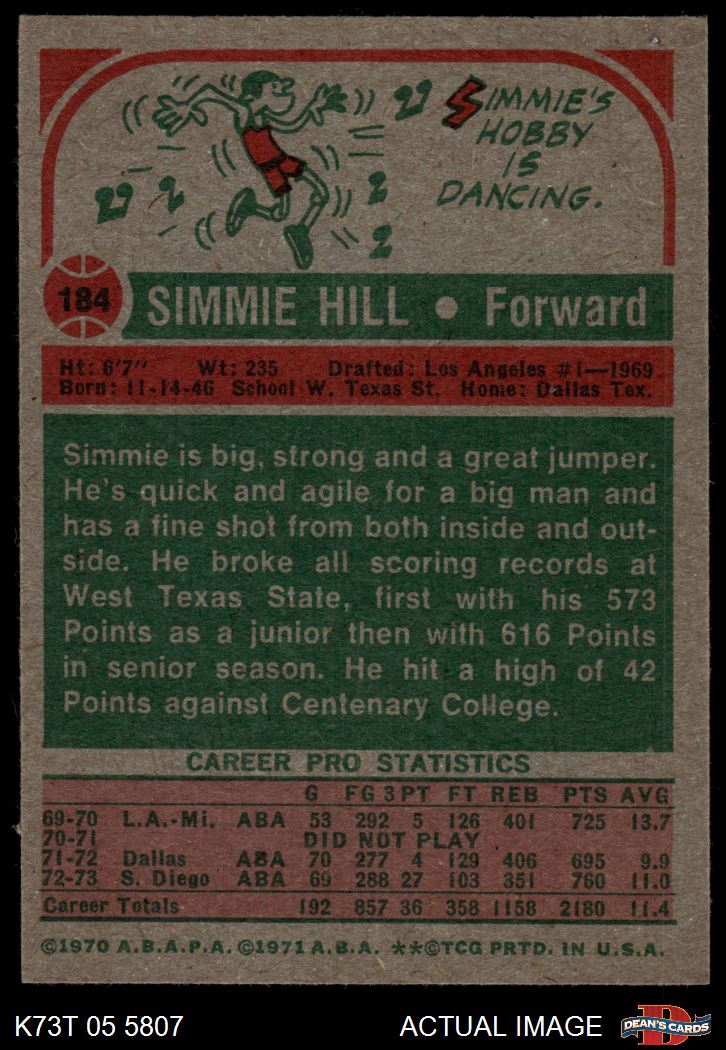 SIMMIE'S
HOBBY
IS
DANCING.
184
SIMMIE HILL • Forward
Ht: 6'7" Wt: 235 Drafted: Los Angeles #1—1969
Born: 11-14-46 School W. Texas St. Home: Dallas Tex.
Simmie is big, strong and a great jumper.
He's quick and agile for a big man and
has a fine shot from both inside and out-
side. He broke all scoring records at
West Texas State, first with his 573
Points as a junior then with 616 Points
in senior season. He hit a high of 42
Points against Centenary College.
CAREER PRO STATISTICS
G FG 3PT FT REB PTS AVG
69-70 L.A.-Mi. ABA 53 292 5 126 401 725 13.7
70-71 DID NOT PLAY
71-72 Dallas ABA 70 277 4 129 406 695 9.9
72-73 S. Diego ABA 69 288 27 103 351 760 11.0
Career Totals 192 857 36 358 1158 2180 11.4
©1970 A.B.A.P.A. ©1971 A.B.A. **©TCG PRTD. IN U.S.A.
K73T 05 5807 ACTUAL IMAGE D DEAN'S CARDS